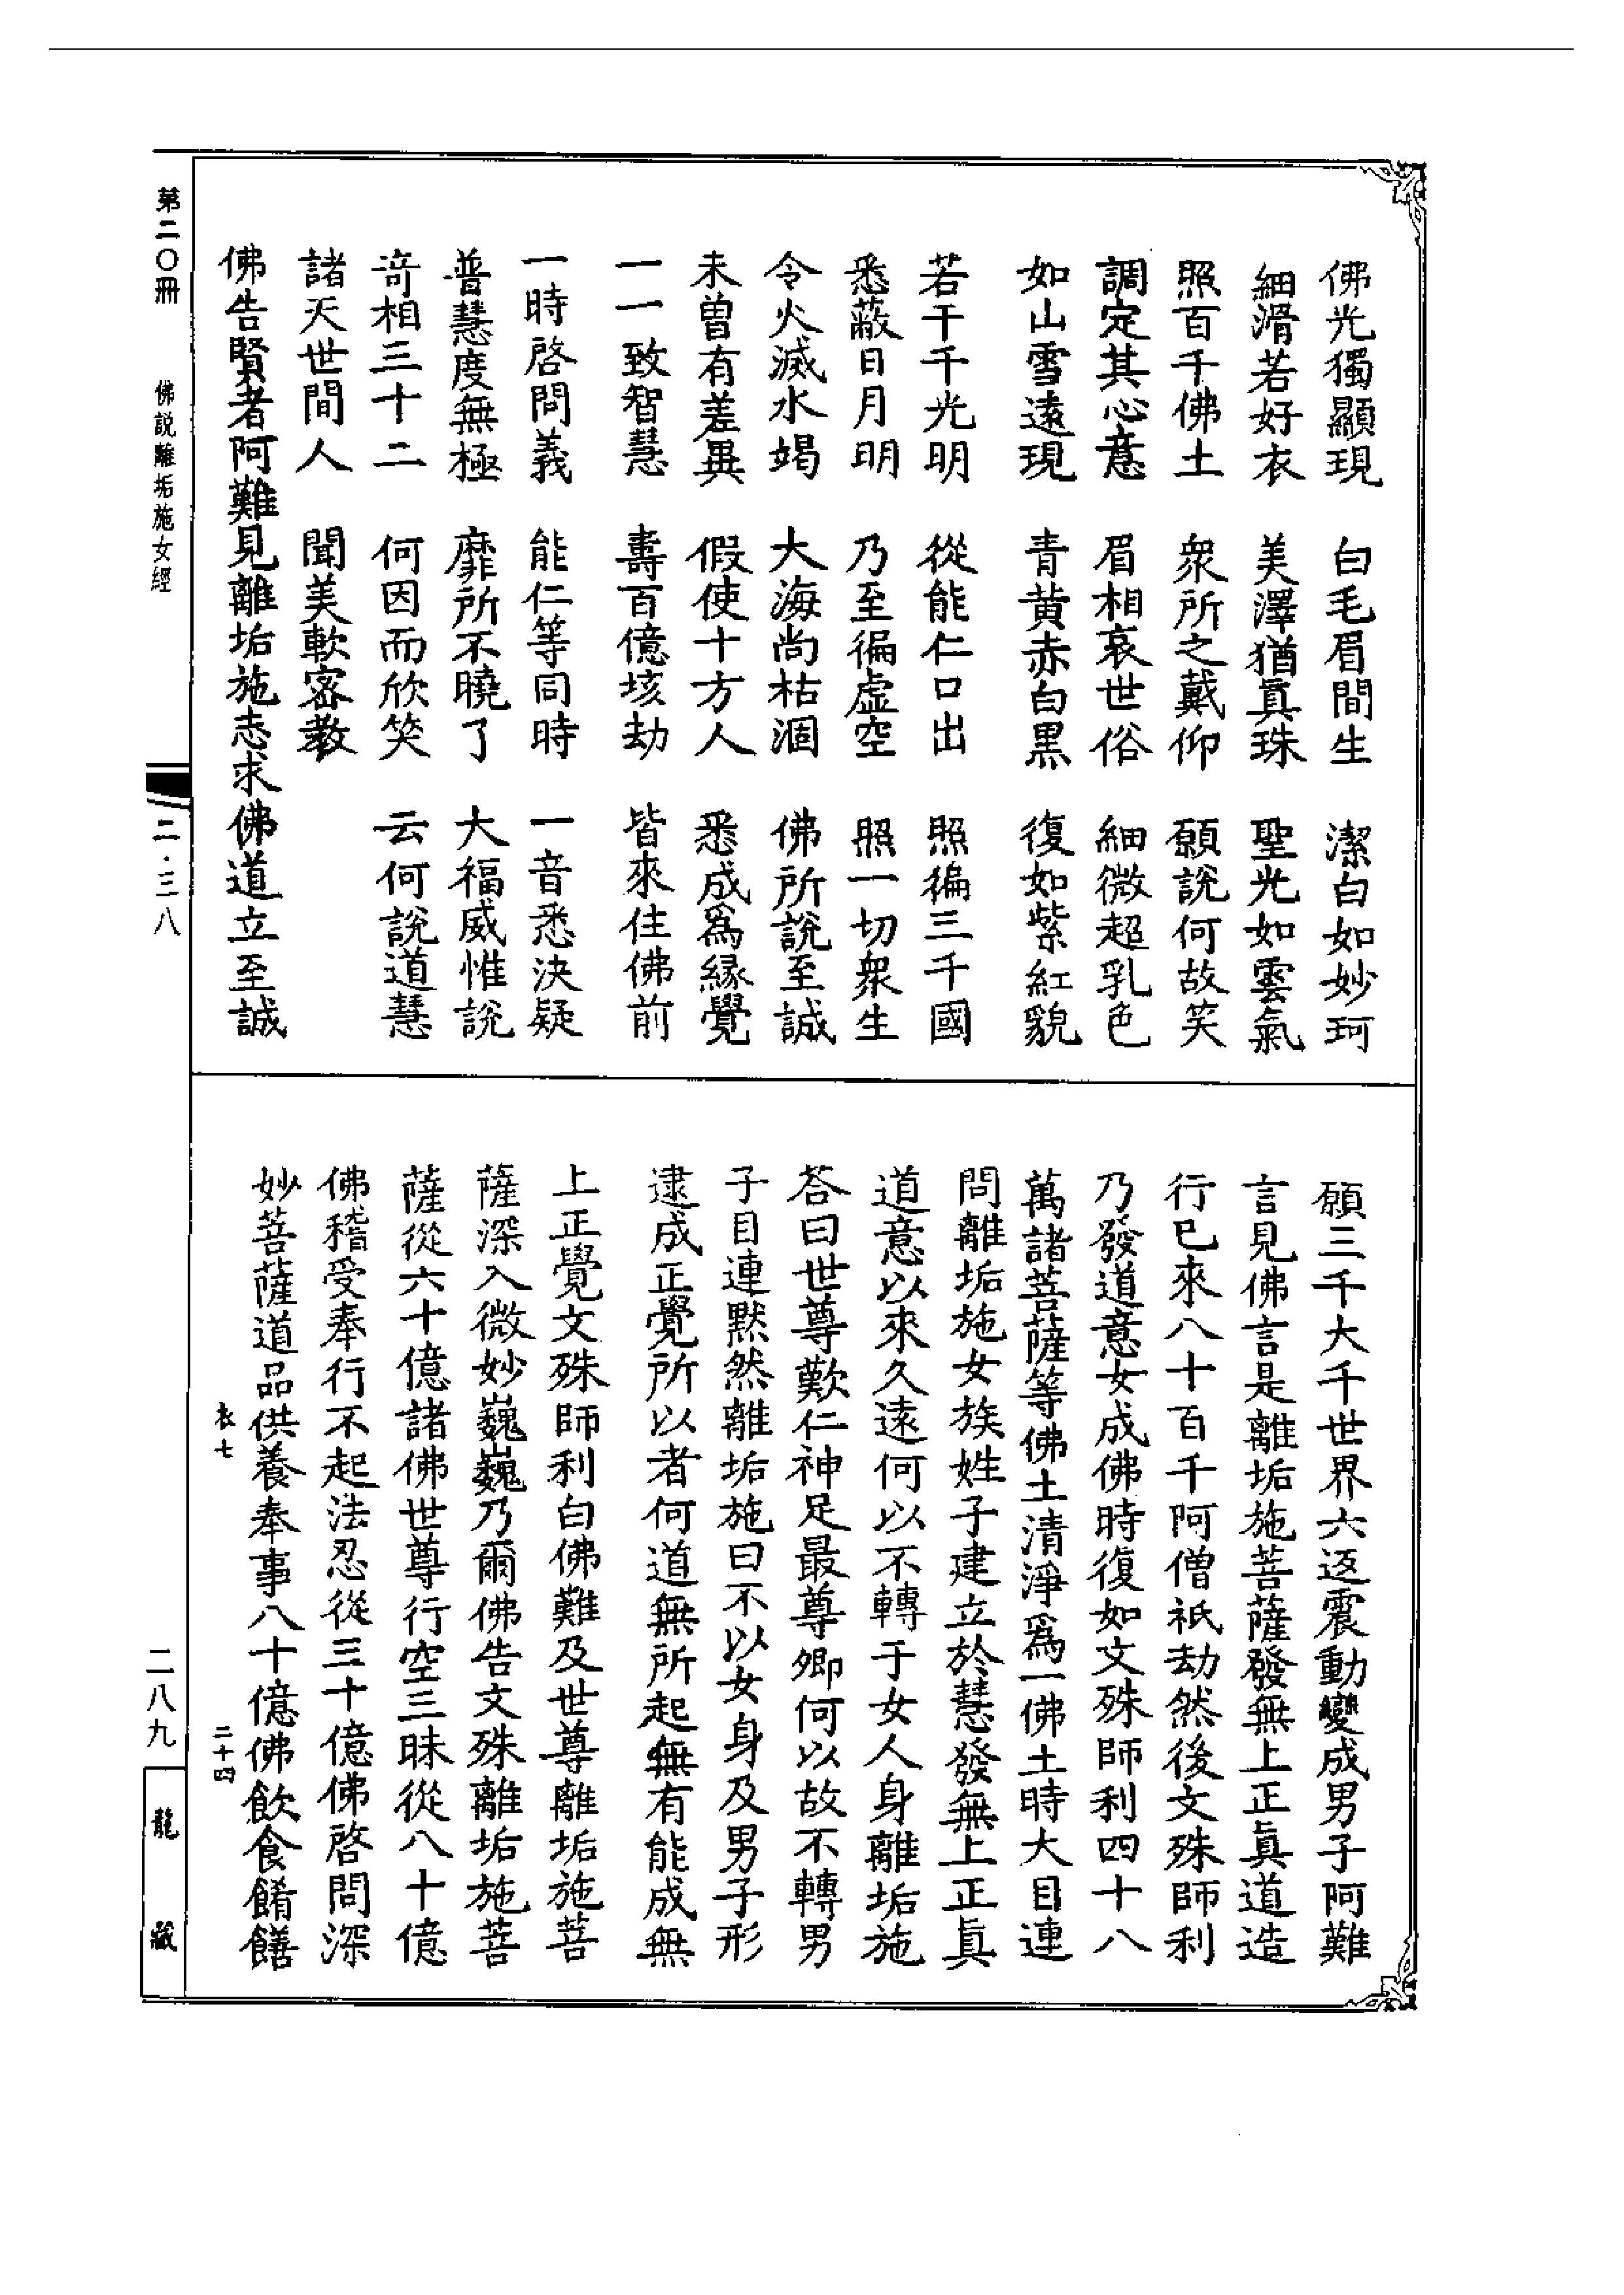 佛光獨顯現　白毛眉間生　潔白如妙珂
細滑若好衣　美澤猶眞珠　聖光如雲氣
照百千佛土　衆所之戴仰　願說何故笑
調定其心意　眉相哀世俗　細微超乳色
如山雪遠現　青黄赤白黒　復如紫紅貌
若干千光明　從能仁口出　照徧三千國
悉蔽日月明　乃至徧虚空　照一切衆生
令火滅水竭　大海尚枯涸　佛所說至誠
未曾有差異　假使十方人　悉成爲縁覺
一一致智慧　壽百億垓劫　皆來住佛前
一時啓問義　能仁等同時　一音悉決疑
普慧度無極　靡所不曉了　大福威惟說
竒相三十二　何因而欣笑　云何說道慧
諸天世間人　聞美軟密教
佛告賢者阿難見離垢施志求佛道立至誠
願三千大千世界六返震動變成男子阿難
言見佛言是離垢施菩薩發無上正眞道造
行已來八十百千阿僧祇劫然後文殊師利
乃發道意女成佛時復如文殊師利四十八
萬諸菩薩等佛土清淨爲一佛土時大目連
問離垢施女族姓子建立於慧發無上正眞
道意以來久遠何以不轉于女人身離垢施
荅曰世尊歎仁神足最尊卿何以故不轉男
子目連黙然離垢施曰不以女身及男子形
逮成正覺所以者何道無所起無有能成無
上正覺文殊師利白佛難及世尊離垢施菩
薩深入微妙巍巍乃爾佛告文殊離垢施菩
薩從六十億諸佛世尊行空三昧從八十億
佛稽受奉行不起法忍從三十億佛啓問深
妙菩薩道品供養奉事八十億佛飲食餚饍
衣七　二十四
第二〇冊　佛説離垢施女經　二・三八　二八九　龍藏